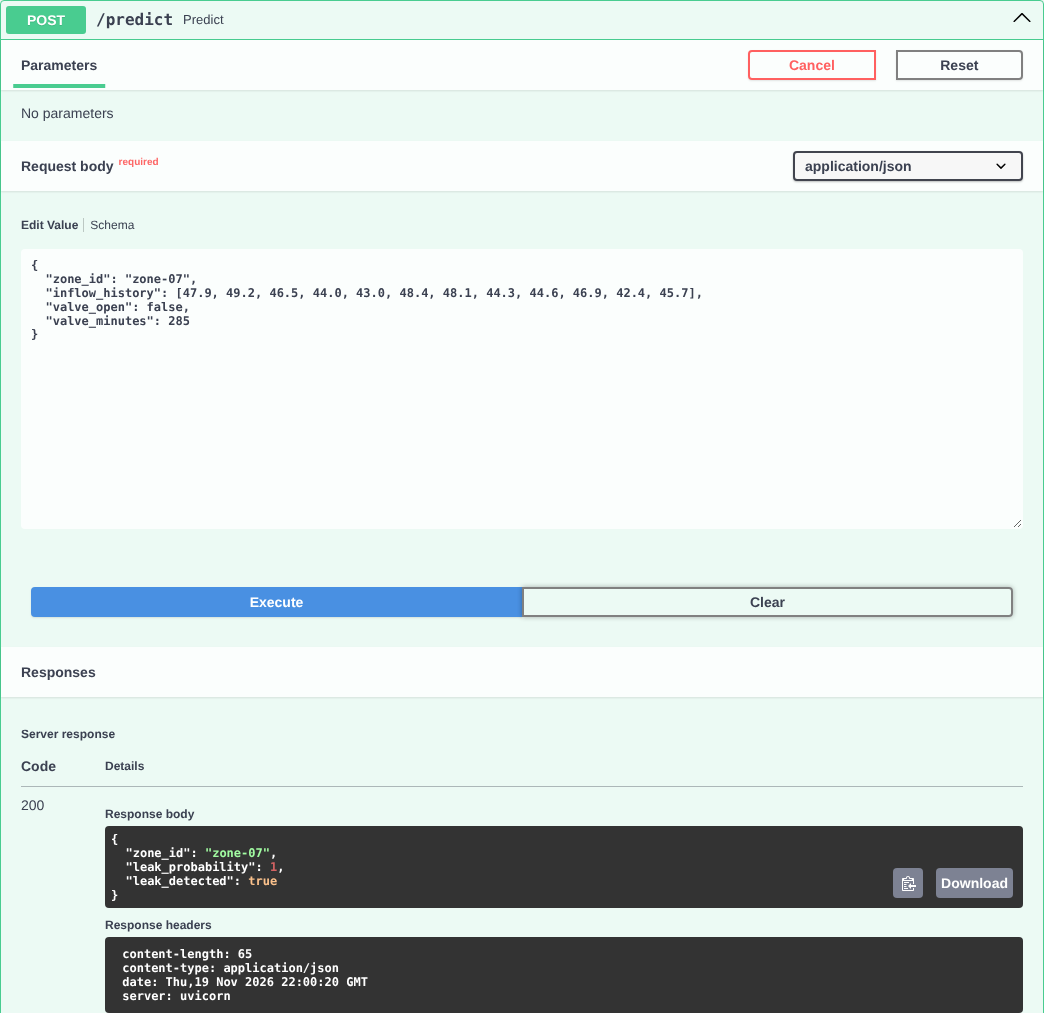 POST /predict Predict
Parameters Cancel Reset
No parameters
Request body required application/json
Edit Value Schema
{
  "zone_id": "zone-07",
  "inflow_history": [47.9, 49.2, 46.5, 44.0, 43.0, 48.4, 48.1, 44.3, 44.6, 46.9, 42.4, 45.7],
  "valve_open": false,
  "valve_minutes": 285
}
Execute Clear
Responses
Server response
Code Details
200
Response body
{
  "zone_id": "zone-07",
  "leak_probability": 1,
  "leak_detected": true
}
Download
Response headers
content-length: 65
content-type: application/json
date: Thu,19 Nov 2026 22:00:20 GMT
server: uvicorn